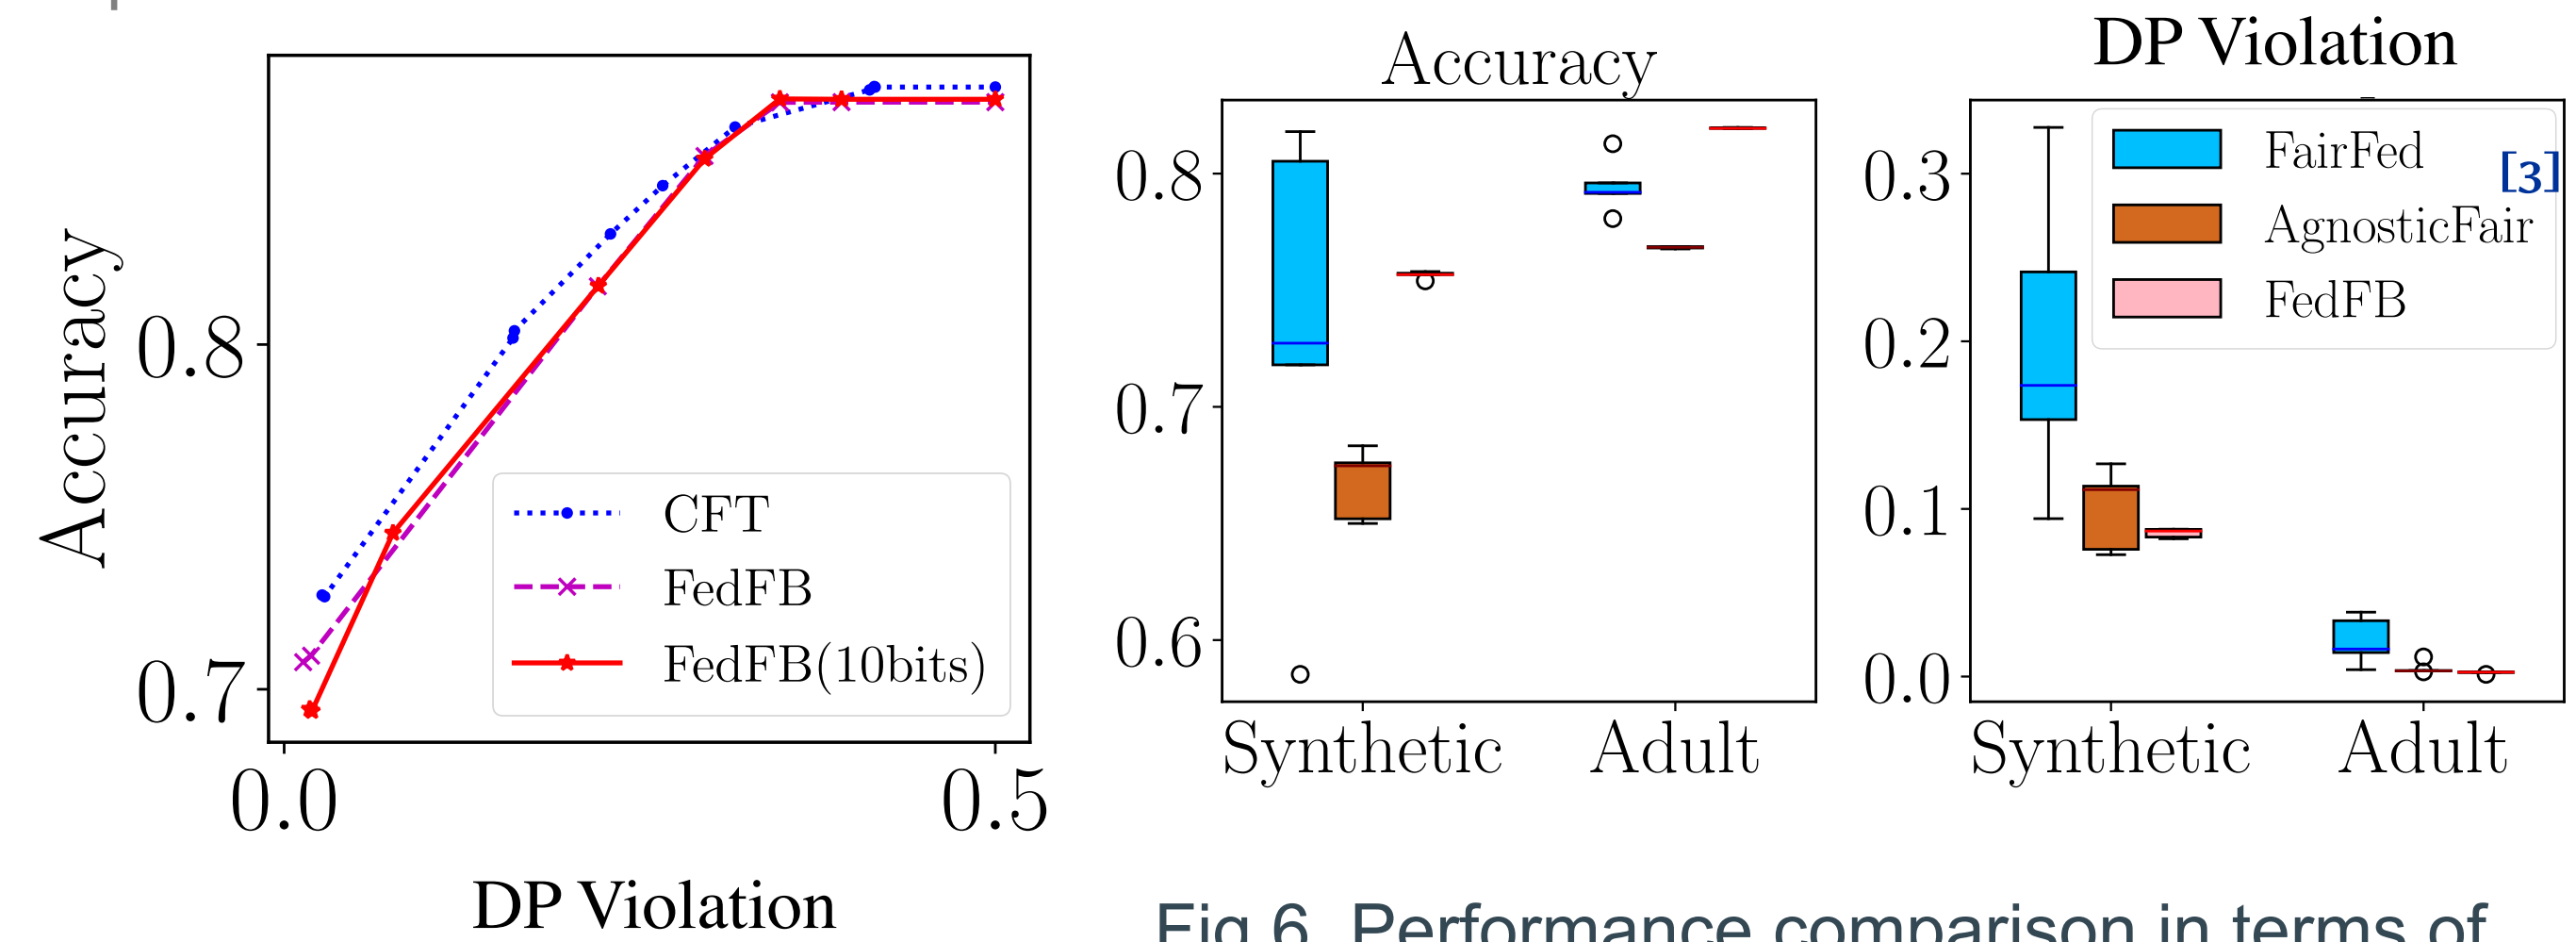 Accuracy
0.8
0.7
CFT
FedFB
FedFB(10bits)
0.0 0.5
DP Violation
Accuracy
0.8
0.7
0.6
Synthetic Adult
DP Violation
0.3
0.2
0.1
0.0
FairFed [3]
AgnosticFair
FedFB
Synthetic Adult
Fig 6. Performance comparison in terms of